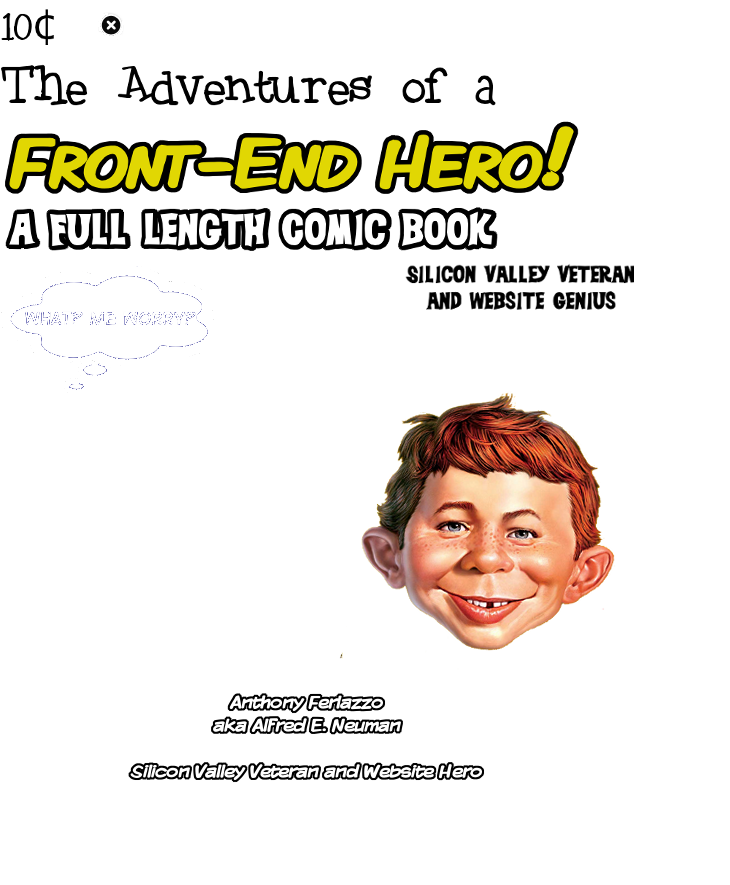 10¢
The Adventures of a
FRONT-END HERO!
A FULL LENGTH COMIC BOOK
SILICON VALLEY VETERAN
AND WEBSITE GENIUS
WHAT? ME WORRY?
Anthony Ferlazzo
aka Alfred E. Neuman
Silicon Valley Veteran and Website Hero